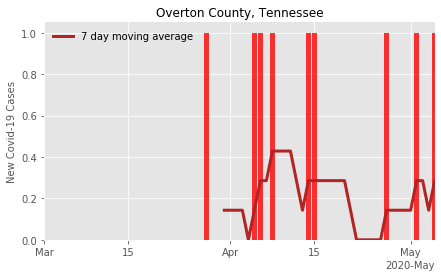 Overton County, Tennessee
7 day moving average
New Covid-19 Cases
1.0
0.8
0.6
0.4
0.2
0.0
Mar 15 Apr 15 May
2020-May